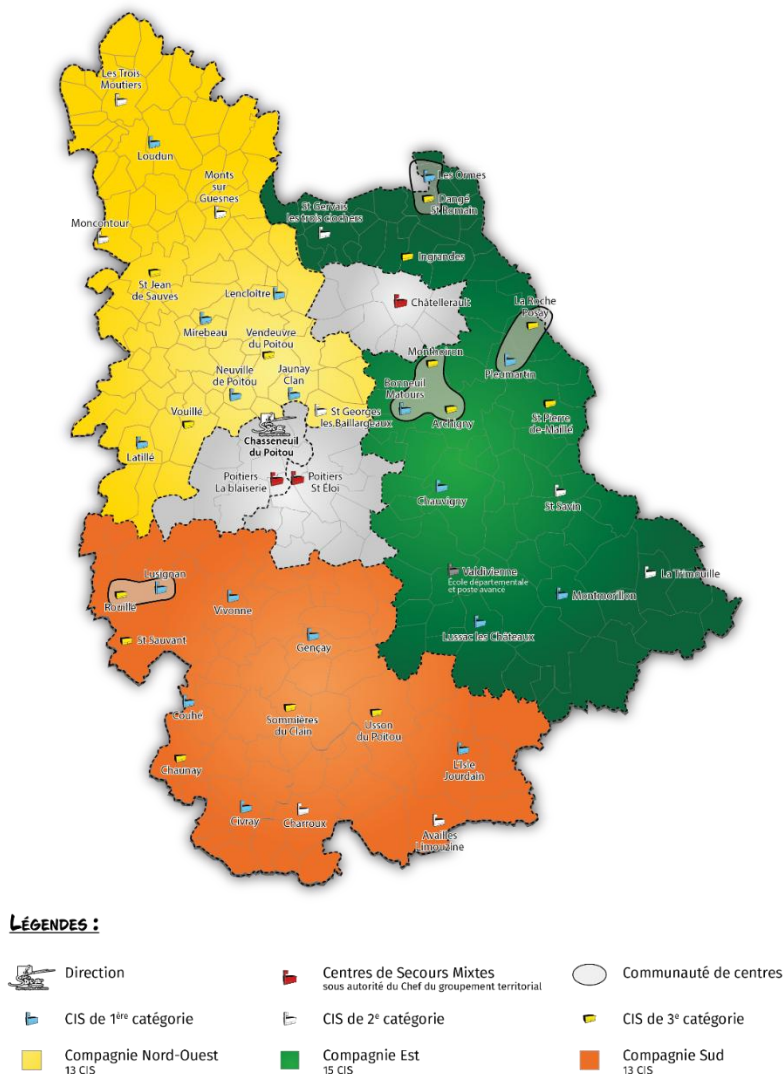 Les Trois
Moutiers
Loudun
Monts
sur
Guesnes
Moncontour
St Gervais
les trois clochers
Les Ormes
Dangé
St Romain
Ingrandes
St Jean
de Sauves
Lencloitre
Châtellerault
La Roche
Posay
Mirebeau
Vendeuvre
du Poitou
Montmoiron
Pleumartin
Neuville
de Poitou
Jaunay
Clan
Bonneuil
Matours
Vouillé
St Georges
les Baillargeaux
Archigny
St Pierre
de-Maillé
Chasseneuil
du Poitou
Latillé
Poitiers
La blaiserie
Poitiers
St Éloi
Chauvigny
St Savin
Valdivienne
École départementale
et poste avancé
La Trimouille
Montmorillon
Lusignan
Rouillé
Vivonne
Lussac les Châteaux
St Sauvant
Gençay
Couhé
Sommières
du Clain
Usson
du Poitou
Chaunay
L'Isle
Jourdain
Civray
Charroux
Availles
Limouzine
LÉGENDES :
Direction
Centres de Secours Mixtes
sous autorité du Chef du groupement territorial
Communauté de centres
CIS de 1ère catégorie
CIS de 2e catégorie
CIS de 3e catégorie
Compagnie Nord-Ouest
13 CIS
Compagnie Est
15 CIS
Compagnie Sud
13 CIS